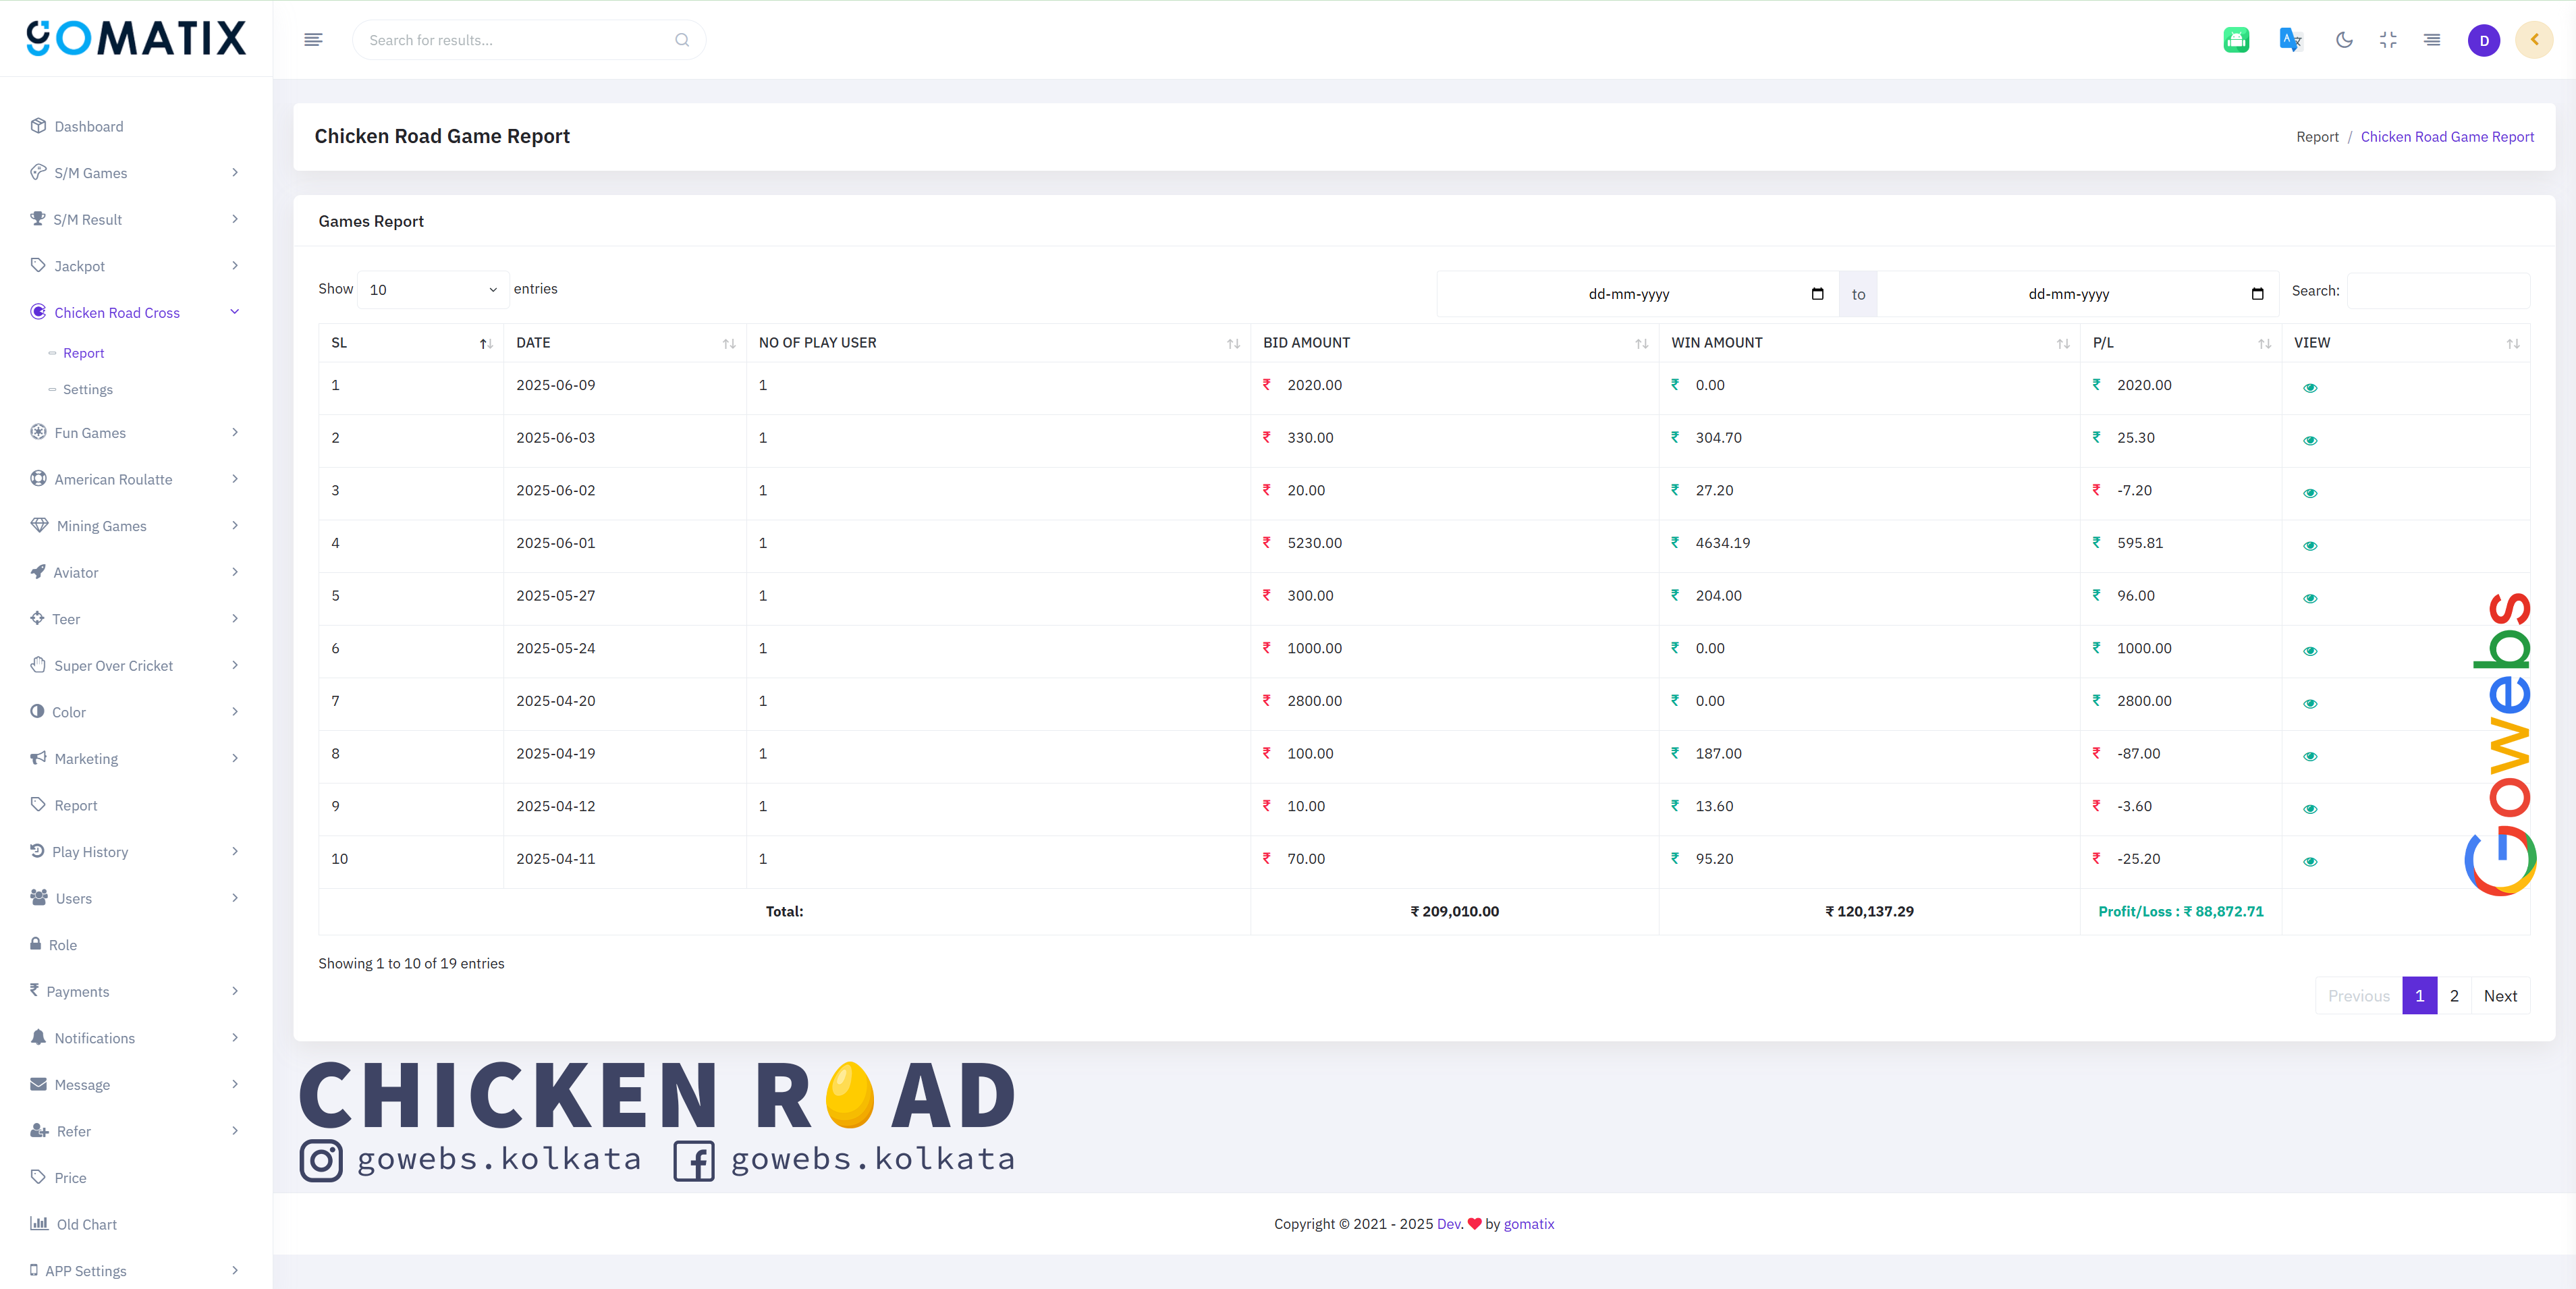 GOMATIX
Search for results...
D
Dashboard
S/M Games
S/M Result
Jackpot
Chicken Road Cross
Report
Settings
Fun Games
American Roulatte
Mining Games
Aviator
Teer
Super Over Cricket
Color
Marketing
Report
Play History
Users
Role
₹ Payments
Notifications
Message
Refer
Price
Old Chart
APP Settings
Chicken Road Game Report
Report / Chicken Road Game Report
Games Report
Show 10 entries
dd-mm-yyyy to dd-mm-yyyy Search:
SL DATE NO OF PLAY USER BID AMOUNT WIN AMOUNT P/L VIEW
1 2025-06-09 1 ₹ 2020.00 ₹ 0.00 ₹ 2020.00
2 2025-06-03 1 ₹ 330.00 ₹ 304.70 ₹ 25.30
3 2025-06-02 1 ₹ 20.00 ₹ 27.20 ₹ -7.20
4 2025-06-01 1 ₹ 5230.00 ₹ 4634.19 ₹ 595.81
5 2025-05-27 1 ₹ 300.00 ₹ 204.00 ₹ 96.00
6 2025-05-24 1 ₹ 1000.00 ₹ 0.00 ₹ 1000.00
7 2025-04-20 1 ₹ 2800.00 ₹ 0.00 ₹ 2800.00
8 2025-04-19 1 ₹ 100.00 ₹ 187.00 ₹ -87.00
9 2025-04-12 1 ₹ 10.00 ₹ 13.60 ₹ -3.60
10 2025-04-11 1 ₹ 70.00 ₹ 95.20 ₹ -25.20
Total: ₹ 209,010.00 ₹ 120,137.29 Profit/Loss : ₹ 88,872.71
Gowebs
Showing 1 to 10 of 19 entries
Previous 1 2 Next
CHICKEN ROAD
gowebs.kolkata gowebs.kolkata
Copyright © 2021 - 2025 Dev. ❤ by gomatix